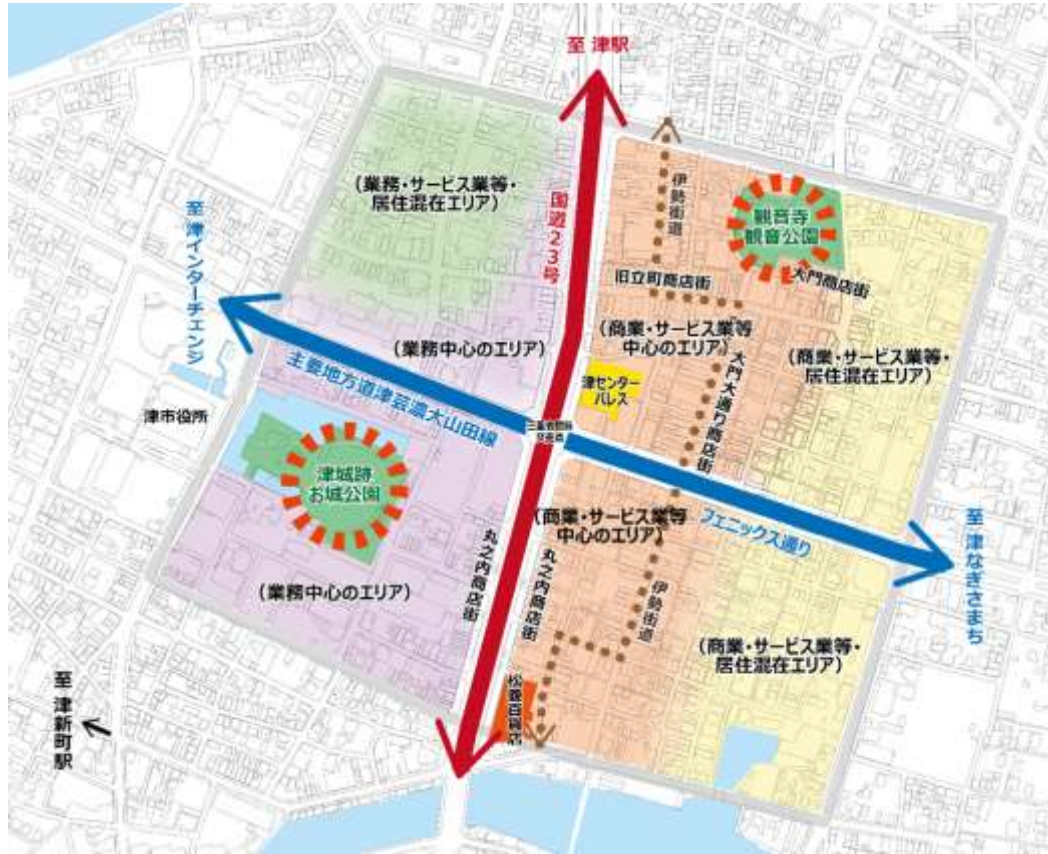 至 津駅
(業務・サービス業等・
居住混在エリア)
国道23号
伊勢街道
観音寺
観音公園
大門商店街
旧立町商店街
至 津インターチェンジ
(業務中心のエリア)
(商業・サービス業等
中心のエリア)
(商業・サービス業等・
居住混在エリア)
大門大通り商店街
津センター
パレス
主要地方道津芸濃大山田線
津市役所
津城跡
お城公園
(商業・サービス業等
中心のエリア)
フェニックス通り
至 津なぎさまち
丸之内商店街
丸之内商店街
(業務中心のエリア)
伊勢街道
(商業・サービス業等・
居住混在エリア)
松菱百貨店
至 津新町駅